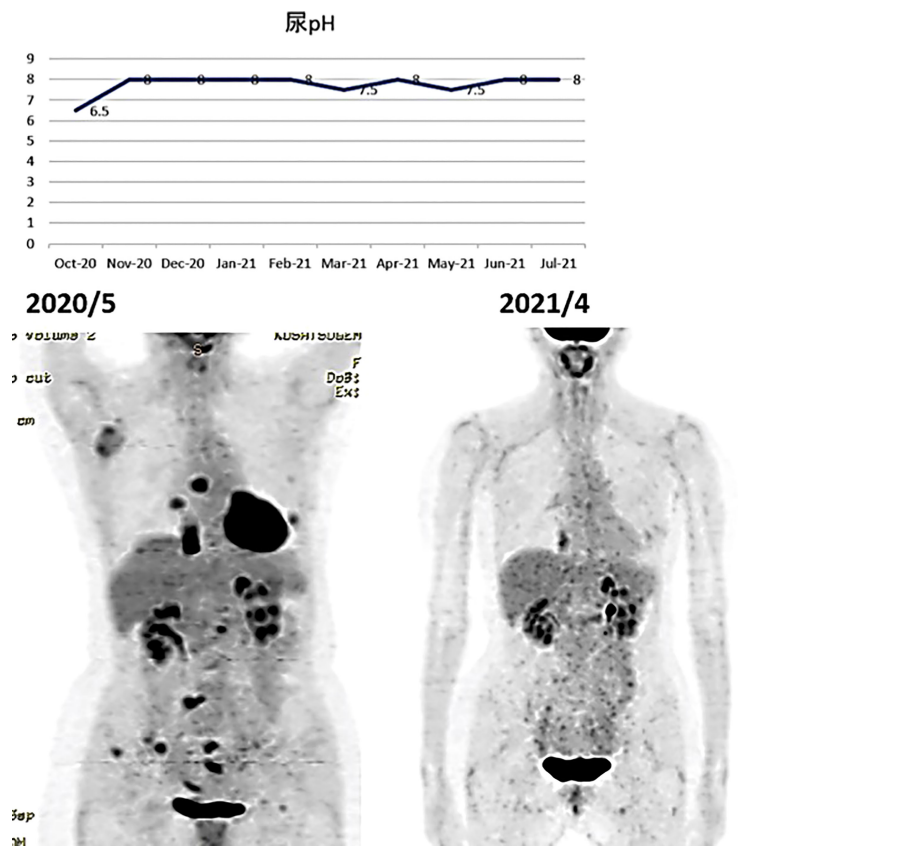 尿pH
9
8
7
6
5
4
3
2
1
0
8 8 8 8 8 8 8
6.5 7.5 7.5
Oct-20 Nov-20 Dec-20 Jan-21 Feb-21 Mar-21 Apr-21 May-21 Jun-21 Jul-21
2020/5 2021/4
S
F
cut DoB:
Ex:
cm